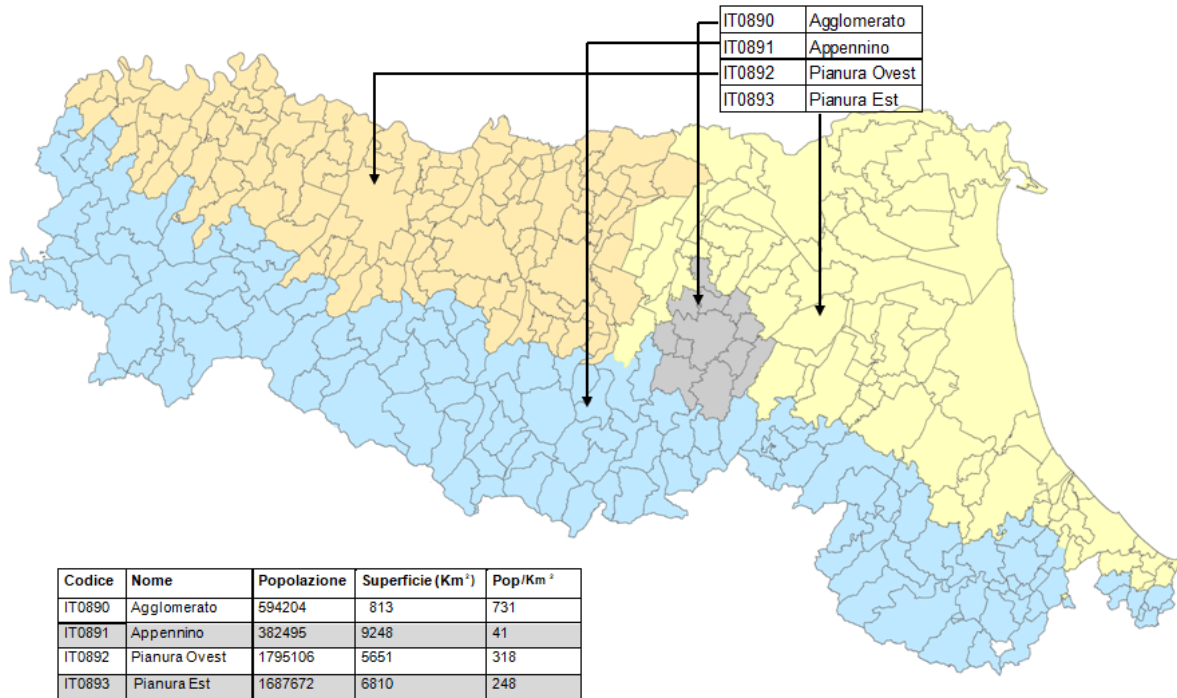 IT0890 Agglomerato
IT0891 Appennino
IT0892 Pianura Ovest
IT0893 Pianura Est
Codice Nome Popolazione Superficie (Km²) Pop/Km²
IT0890 Agglomerato 594204 813 731
IT0891 Appennino 382495 9248 41
IT0892 Pianura Ovest 1795106 5651 318
IT0893 Pianura Est 1687672 6810 248